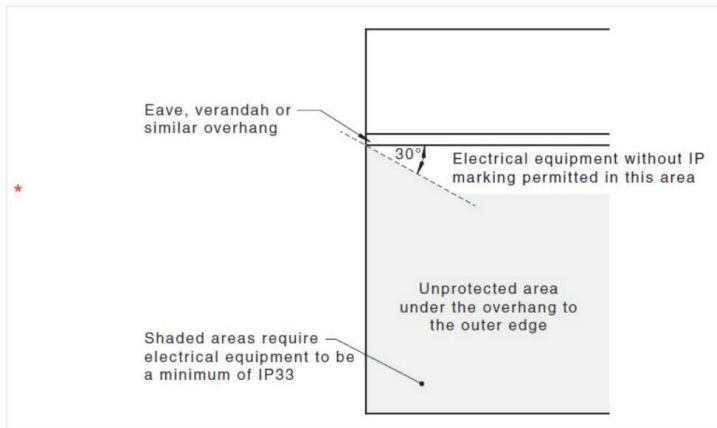 Eave, verandah or
similar overhang
30°
Electrical equipment without IP
marking permitted in this area
*
Unprotected area
under the overhang to
the outer edge
Shaded areas require
electrical equipment to be
a minimum of IP33